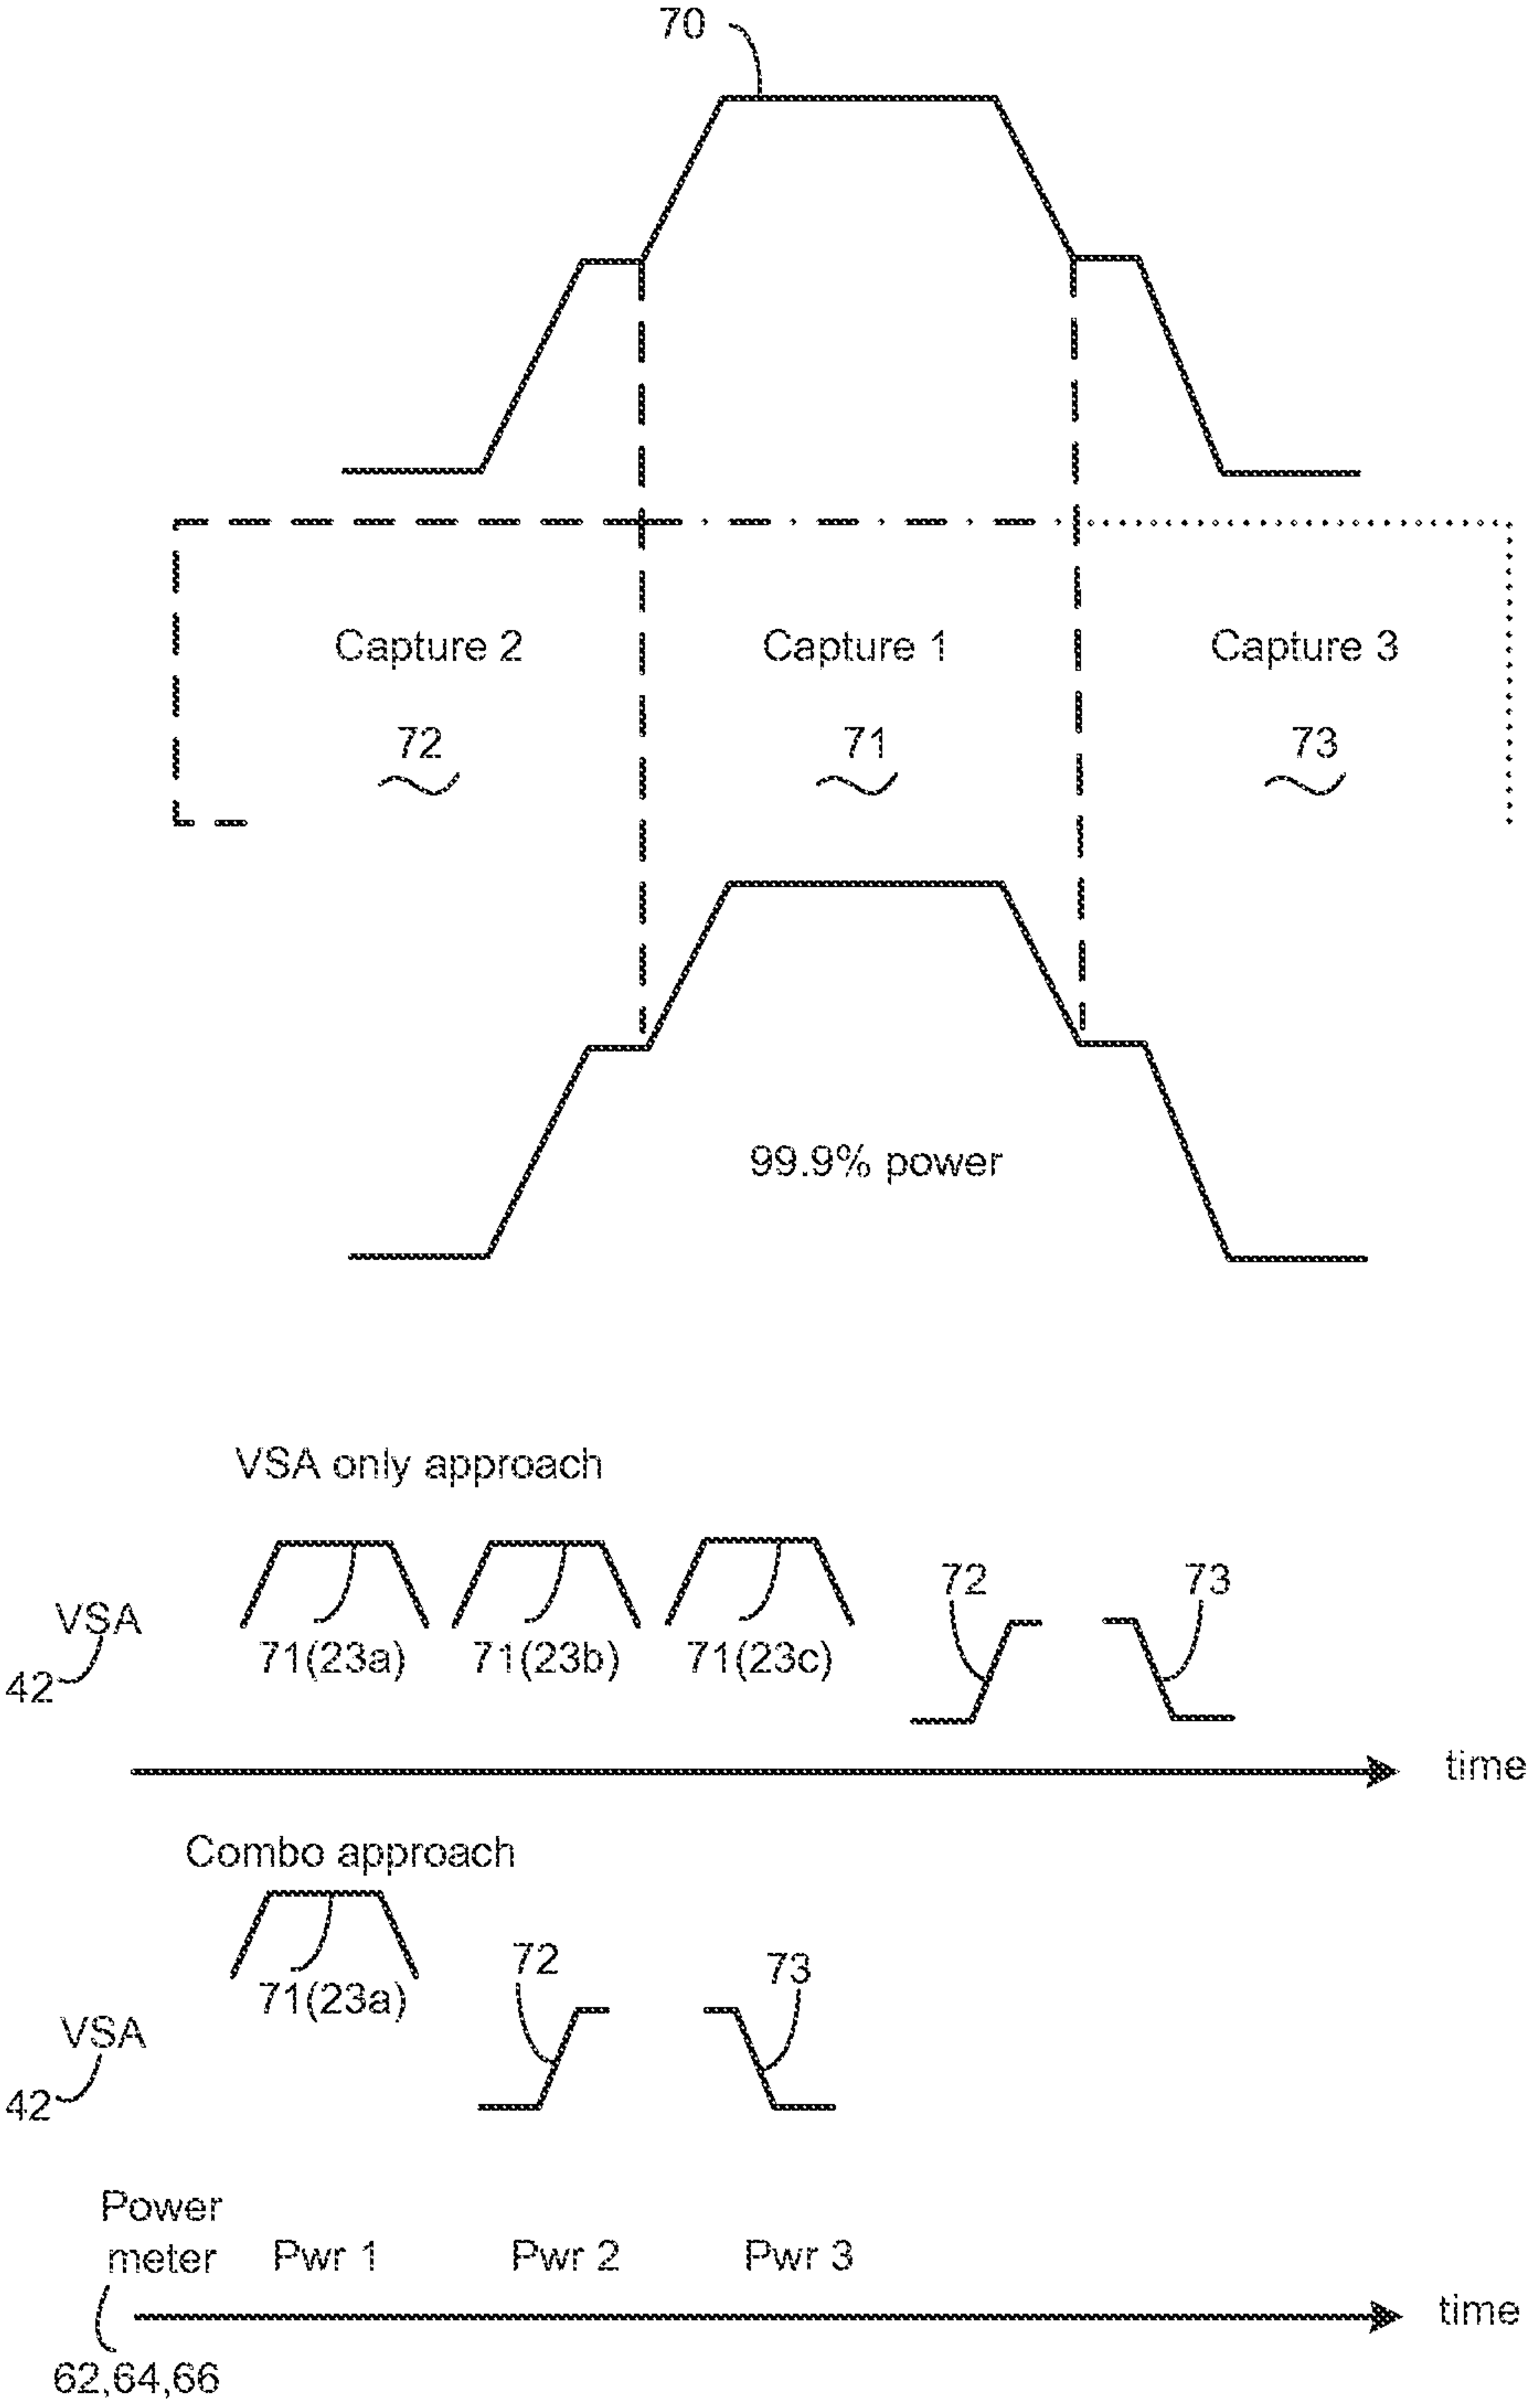 70
Capture 2
Capture 1
Capture 3
72
71
73
99.9% power
VSA only approach
72
73
VSA
71(23a)
71(23b)
71(23c)
42
time
Combo approach
72
73
71(23a)
VSA
42
Power
meter
Pwr 1
Pwr 2
Pwr 3
time
62,64,66